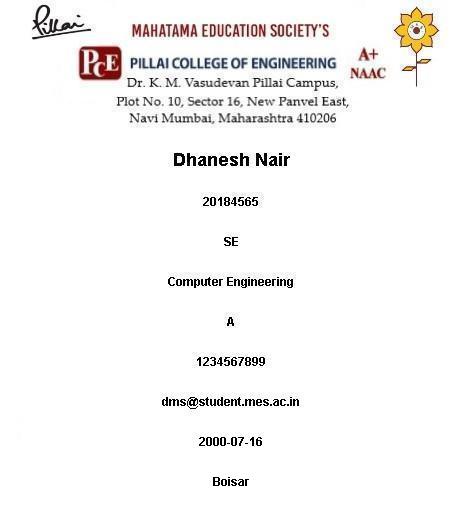 Pillai
MAHATAMA EDUCATION SOCIETY'S
PCE PILLAI COLLEGE OF ENGINEERING
A+
NAAC
Dr. K. M. Vasudevan Pillai Campus,
Plot No. 10, Sector 16, New Panvel East,
Navi Mumbai, Maharashtra 410206
Dhanesh Nair
20184565
SE
Computer Engineering
A
1234567899
dms@student.mes.ac.in
2000-07-16
Boisar